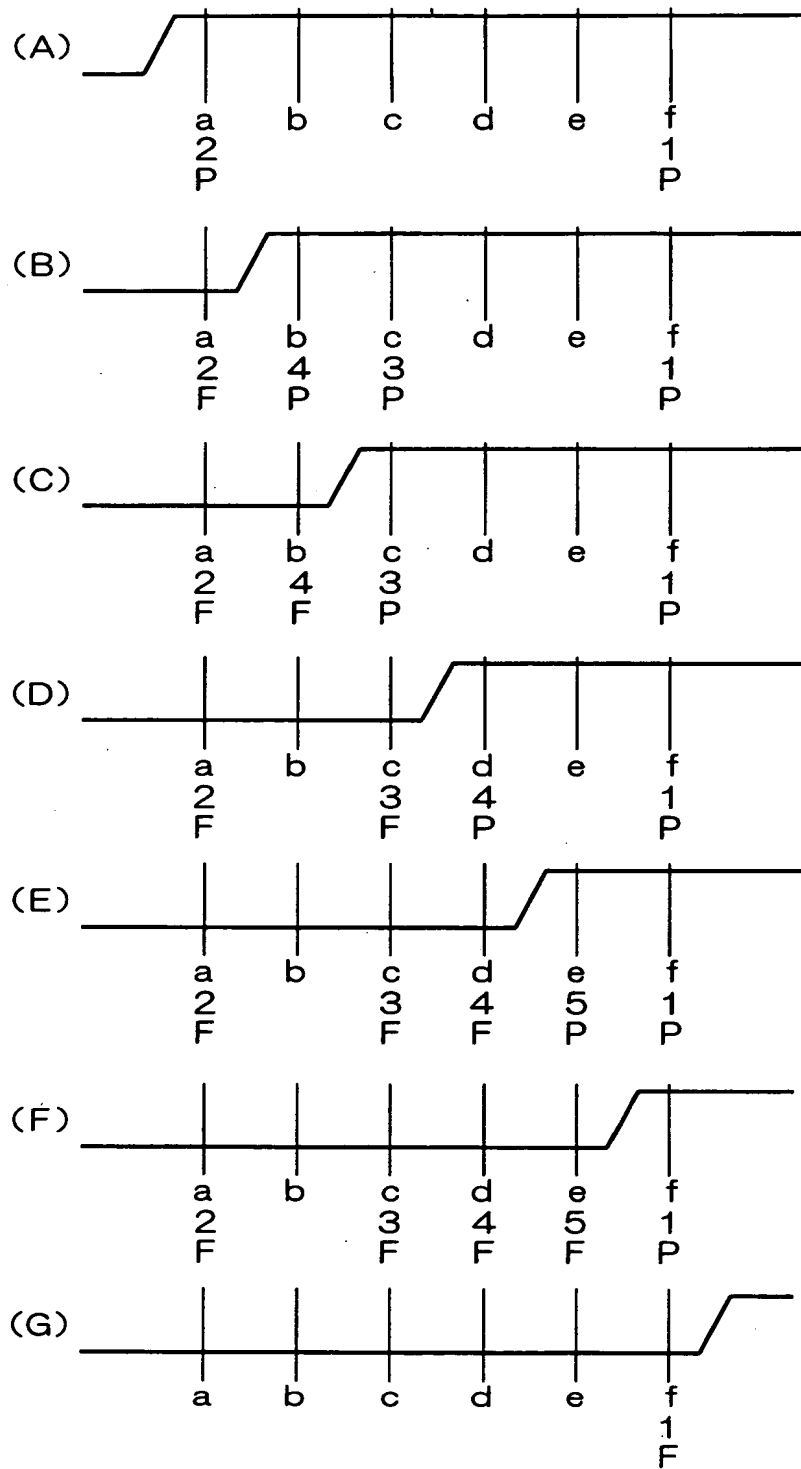 (A)
a b c d e f
2 1
P P
(B)
a b c d e f
2 4 3 1
F P P P
(C)
a b c d e f
2 4 3 1
F F P P
(D)
a b c d e f
2 3 4 1
F F P P
(E)
a b c d e f
2 3 4 5 1
F F F P P
(F)
a b c d e f
2 3 4 5 1
F F F F P
(G)
a b c d e f
1
F